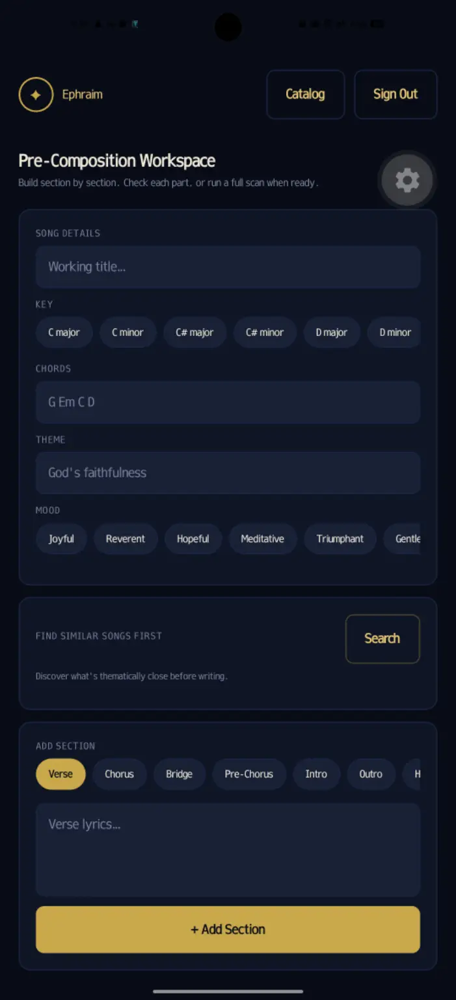 Ephraim
Catalog
Sign Out
Pre-Composition Workspace
Build section by section. Check each part, or run a full scan when ready.
SONG DETAILS
Working title...
KEY
C major C minor C# major C# minor D major D minor
CHORDS
G Em C D
THEME
God's faithfulness
MOOD
Joyful Reverent Hopeful Meditative Triumphant Gentle
FIND SIMILAR SONGS FIRST
Search
Discover what's thematically close before writing.
ADD SECTION
Verse Chorus Bridge Pre-Chorus Intro Outro H
Verse lyrics...
+ Add Section